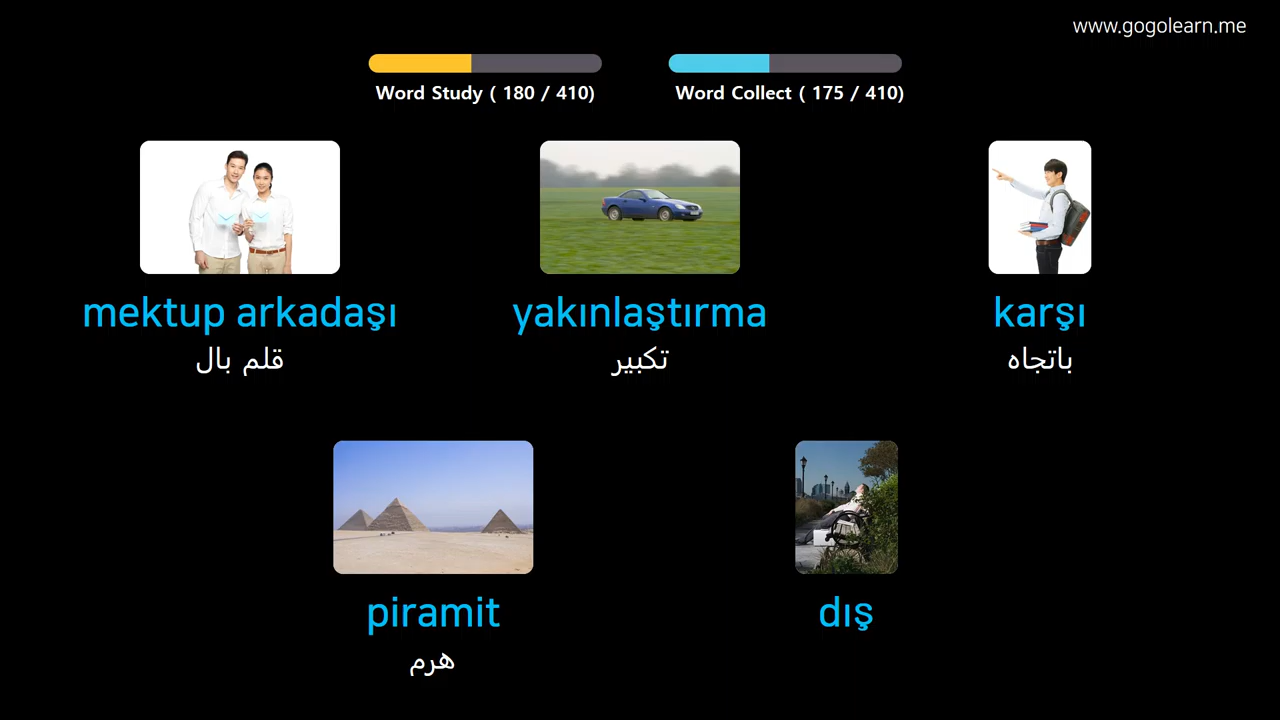 www.gogolearn.me
Word Study ( 180 / 410)
Word Collect ( 175 / 410)
mektup arkadaşı
قلم بال
yakınlaştırma
تكبير
karşı
باتجاه
piramit
هرم
dış